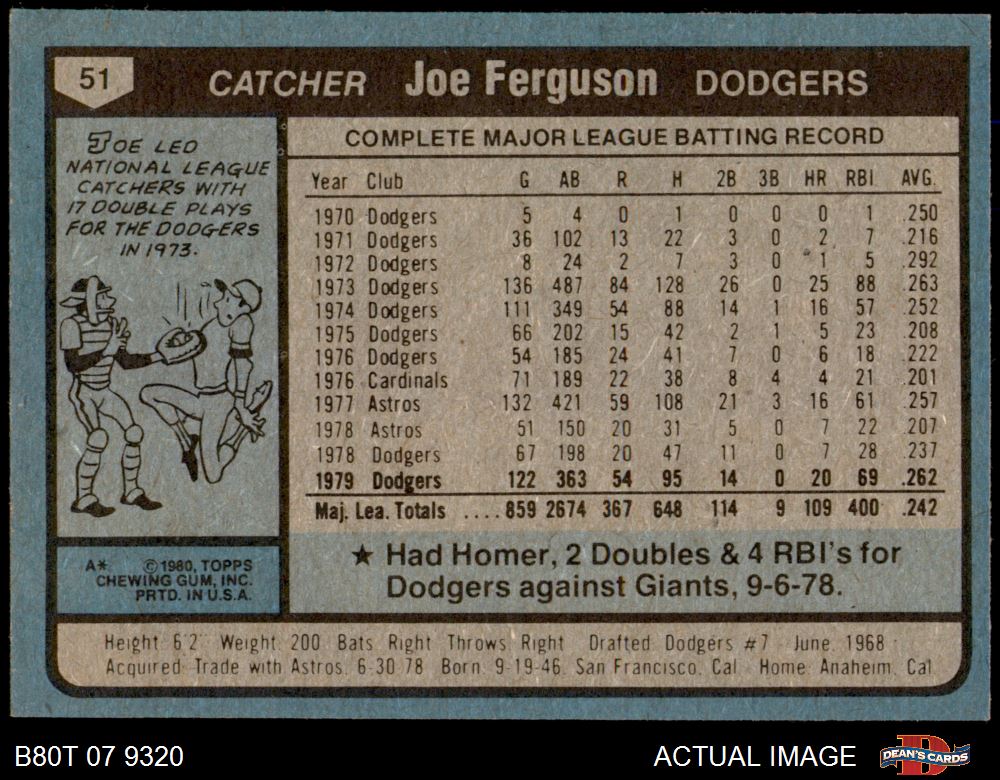 51 CATCHER Joe Ferguson DODGERS
JOE LED
NATIONAL LEAGUE
CATCHERS WITH
17 DOUBLE PLAYS
FOR THE DODGERS
IN 1973.
A* ©1980, TOPPS
CHEWING GUM, INC.
PRTD. IN U.S.A.
COMPLETE MAJOR LEAGUE BATTING RECORD
Year Club G AB R H 2B 3B HR RBI AVG.
1970 Dodgers 5 4 0 1 0 0 0 1 .250
1971 Dodgers 36 102 13 22 3 0 2 7 .216
1972 Dodgers 8 24 2 7 3 0 1 5 .292
1973 Dodgers 136 487 84 128 26 0 25 88 .263
1974 Dodgers 111 349 54 88 14 1 16 57 .252
1975 Dodgers 66 202 15 42 2 1 5 23 .208
1976 Dodgers 54 185 24 41 7 0 6 18 .222
1976 Cardinals 71 189 22 38 8 4 4 21 .201
1977 Astros 132 421 59 108 21 3 16 61 .257
1978 Astros 51 150 20 31 5 0 7 22 .207
1978 Dodgers 67 198 20 47 11 0 7 28 .237
1979 Dodgers 122 363 54 95 14 0 20 69 .262
Maj. Lea. Totals ....859 2674 367 648 114 9 109 400 .242
★ Had Homer, 2 Doubles & 4 RBI's for
Dodgers against Giants, 9-6-78.
Height: 6'2" Weight: 200 Bats: Right Throws: Right Drafted: Dodgers #7 - June, 1968
Acquired: Trade with Astros, 6-30-78 Born: 9-19-46, San Francisco, Cal. Home: Anaheim, Cal.
B80T 07 9320 ACTUAL IMAGE DEAN'S CARDS